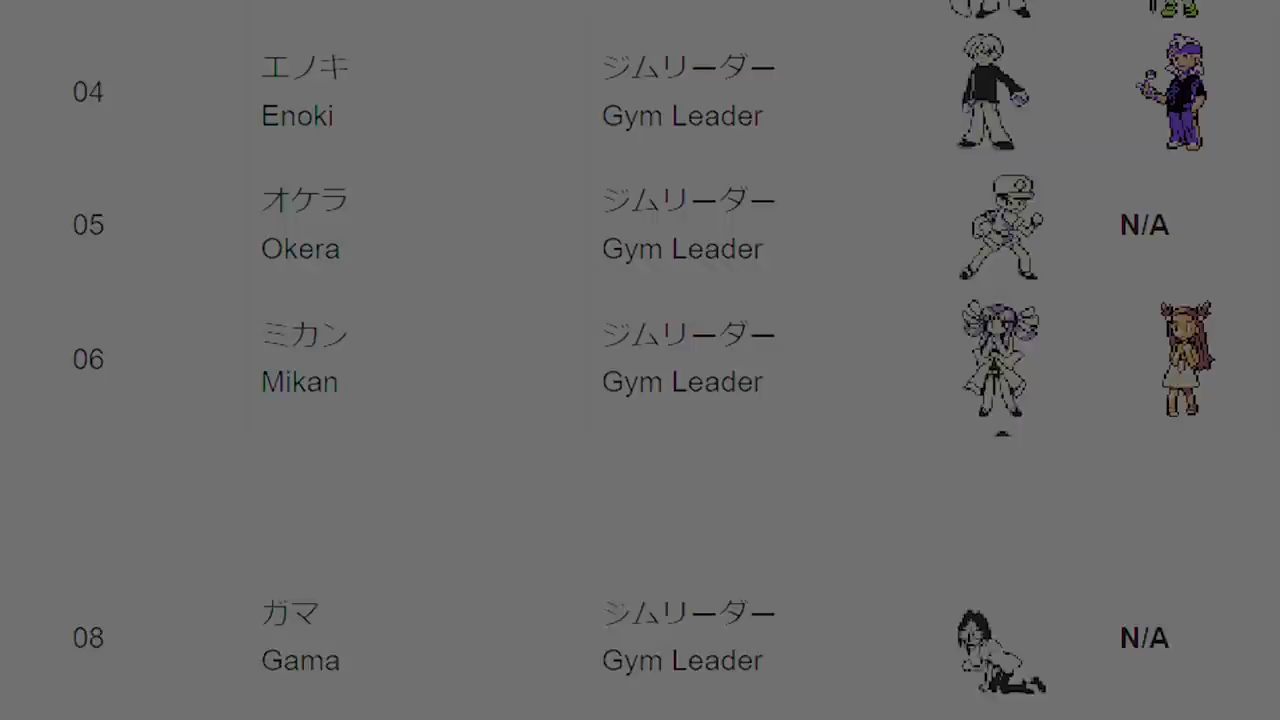 04
エノキ
Enoki
ジムリーダー
Gym Leader
05
オケラ
Okera
ジムリーダー
Gym Leader
N/A
06
ミカン
Mikan
ジムリーダー
Gym Leader
08
ガマ
Gama
ジムリーダー
Gym Leader
N/A